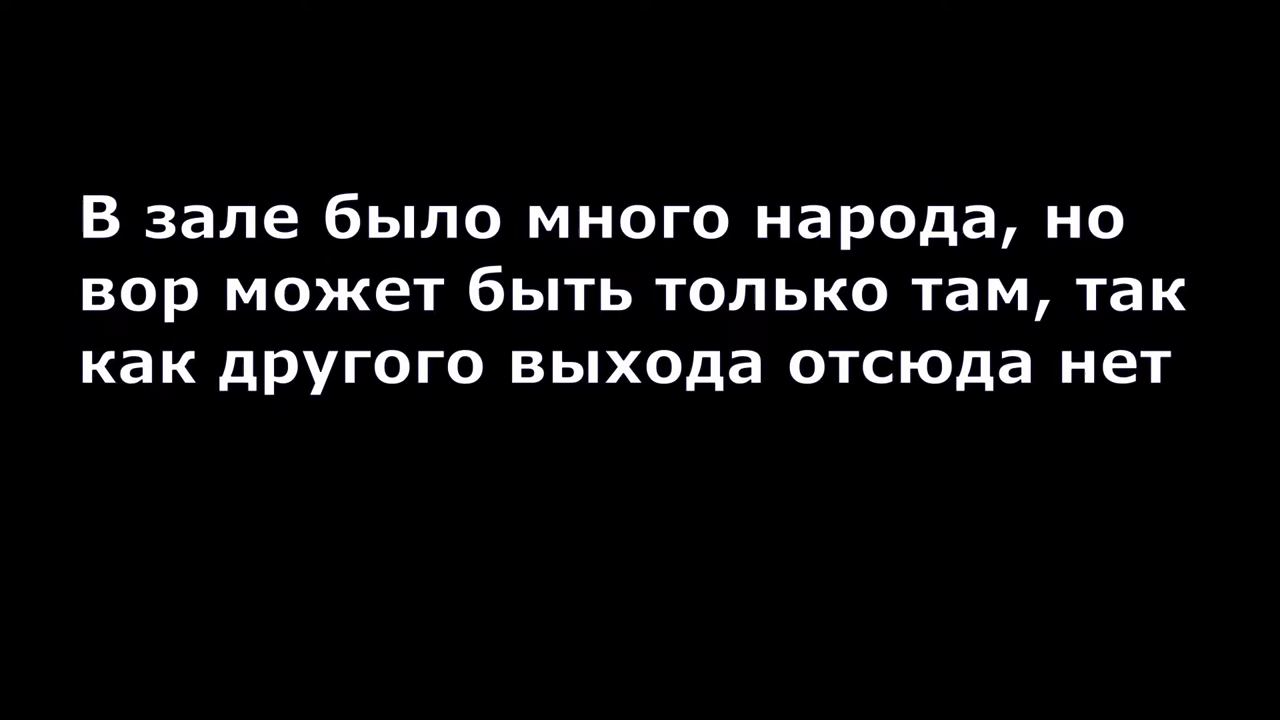 В зале было много народа, но
вор может быть только там, так
как другого выхода отсюда нет